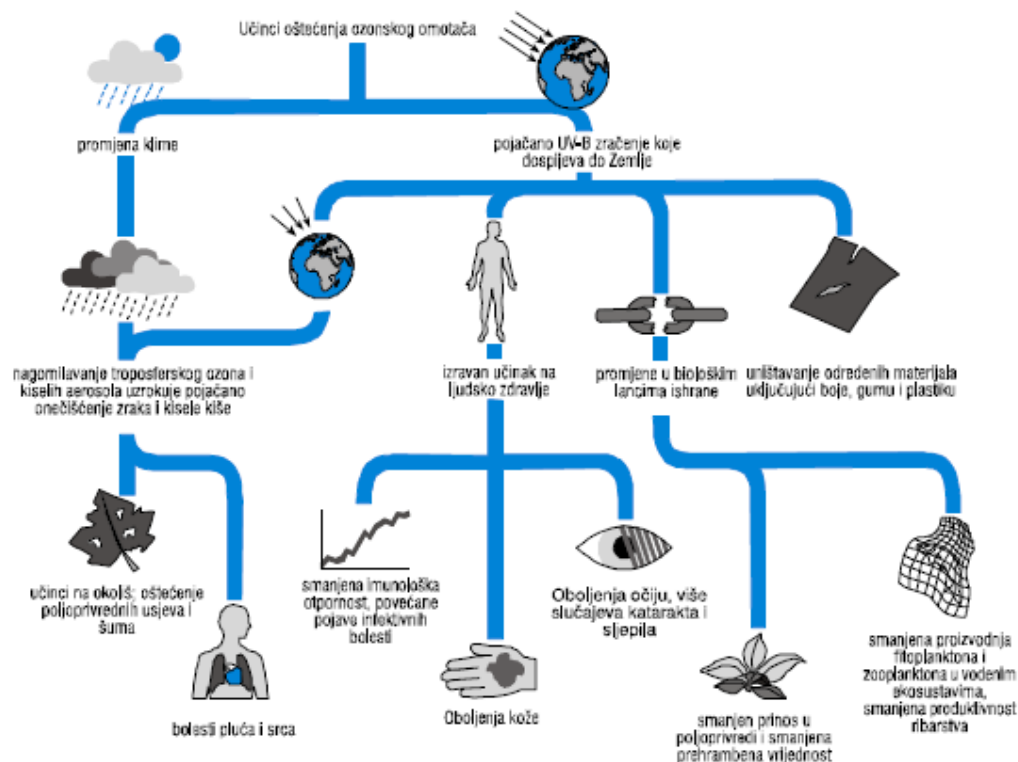 Učinci oštećenja ozonskog omotača
promjena klime
pojačano UV-B zračenje koje
dospijeva do Zemlje
nagomilavanje troposferskog ozona i
kiselih aerosola uzrokuje pojačano
onečišćenje zraka i kisele kiše
izravan učinak na
ljudsko zdravlje
promjene u biološkim
lancima ishrane
uništavanje određenih materijala
uključujući boje, gumu i plastiku
učinci na okoliš; oštećenje
poljoprivrednih usjeva i
šuma
bolesti pluća i srca
smanjena imunološka
otpornost, povećane
pojave infektivnih
bolesti
Oboljenja kože
Oboljenja očiju, više
slučajeva katarakta i
sljepila
smanjen prinos u
poljoprivredi i smanjena
prehrambena vrijednost
smanjena proizvodnja
fitoplanktona i
zooplanktona u vodenim
ekosustavima,
smanjena produktivnost
ribarstva